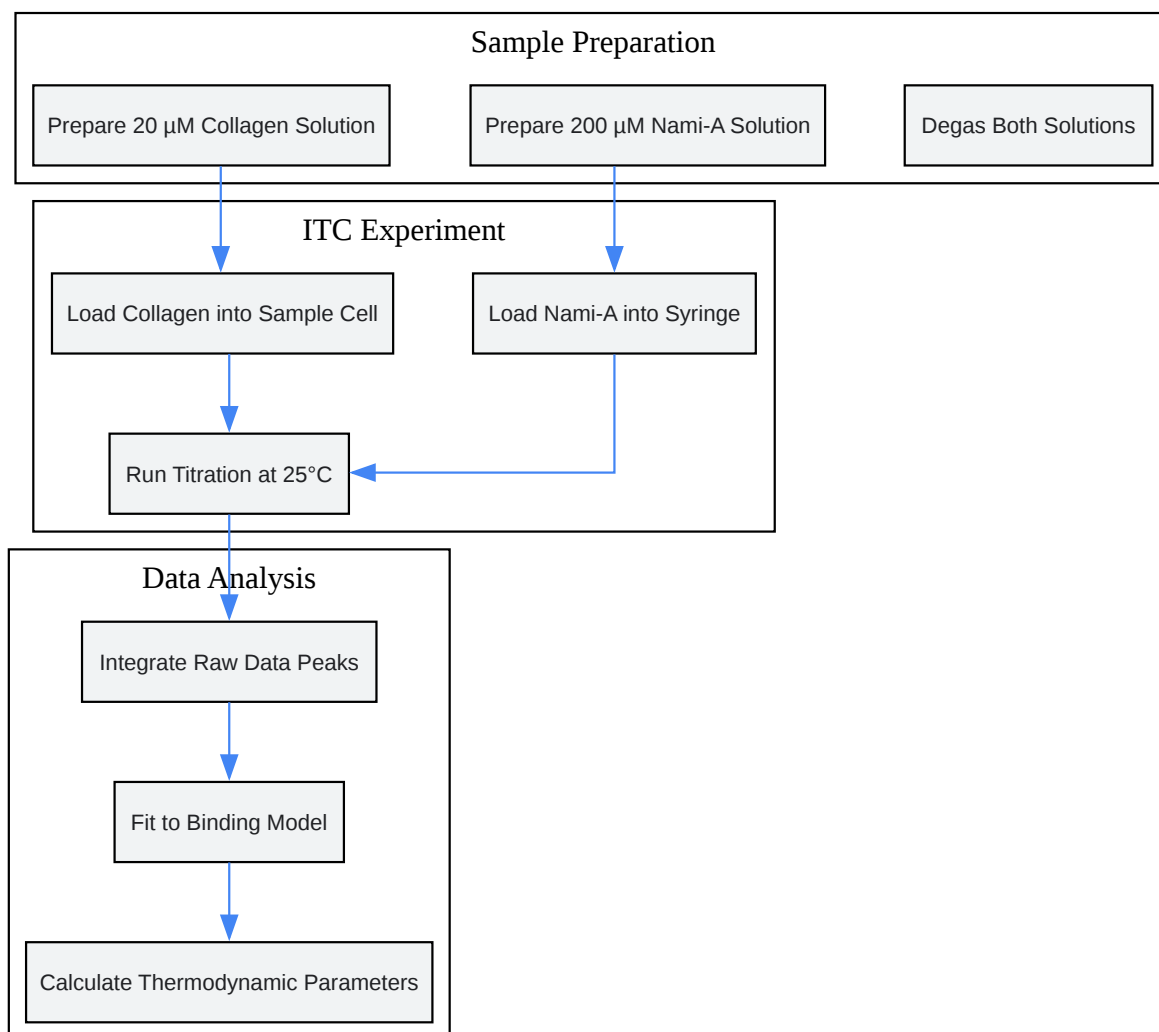 Sample Preparation
Prepare 20 µM Collagen Solution
Prepare 200 µM Nami-A Solution
Degas Both Solutions
ITC Experiment
Load Collagen into Sample Cell
Load Nami-A into Syringe
Run Titration at 25°C
Data Analysis
Integrate Raw Data Peaks
Fit to Binding Model
Calculate Thermodynamic Parameters